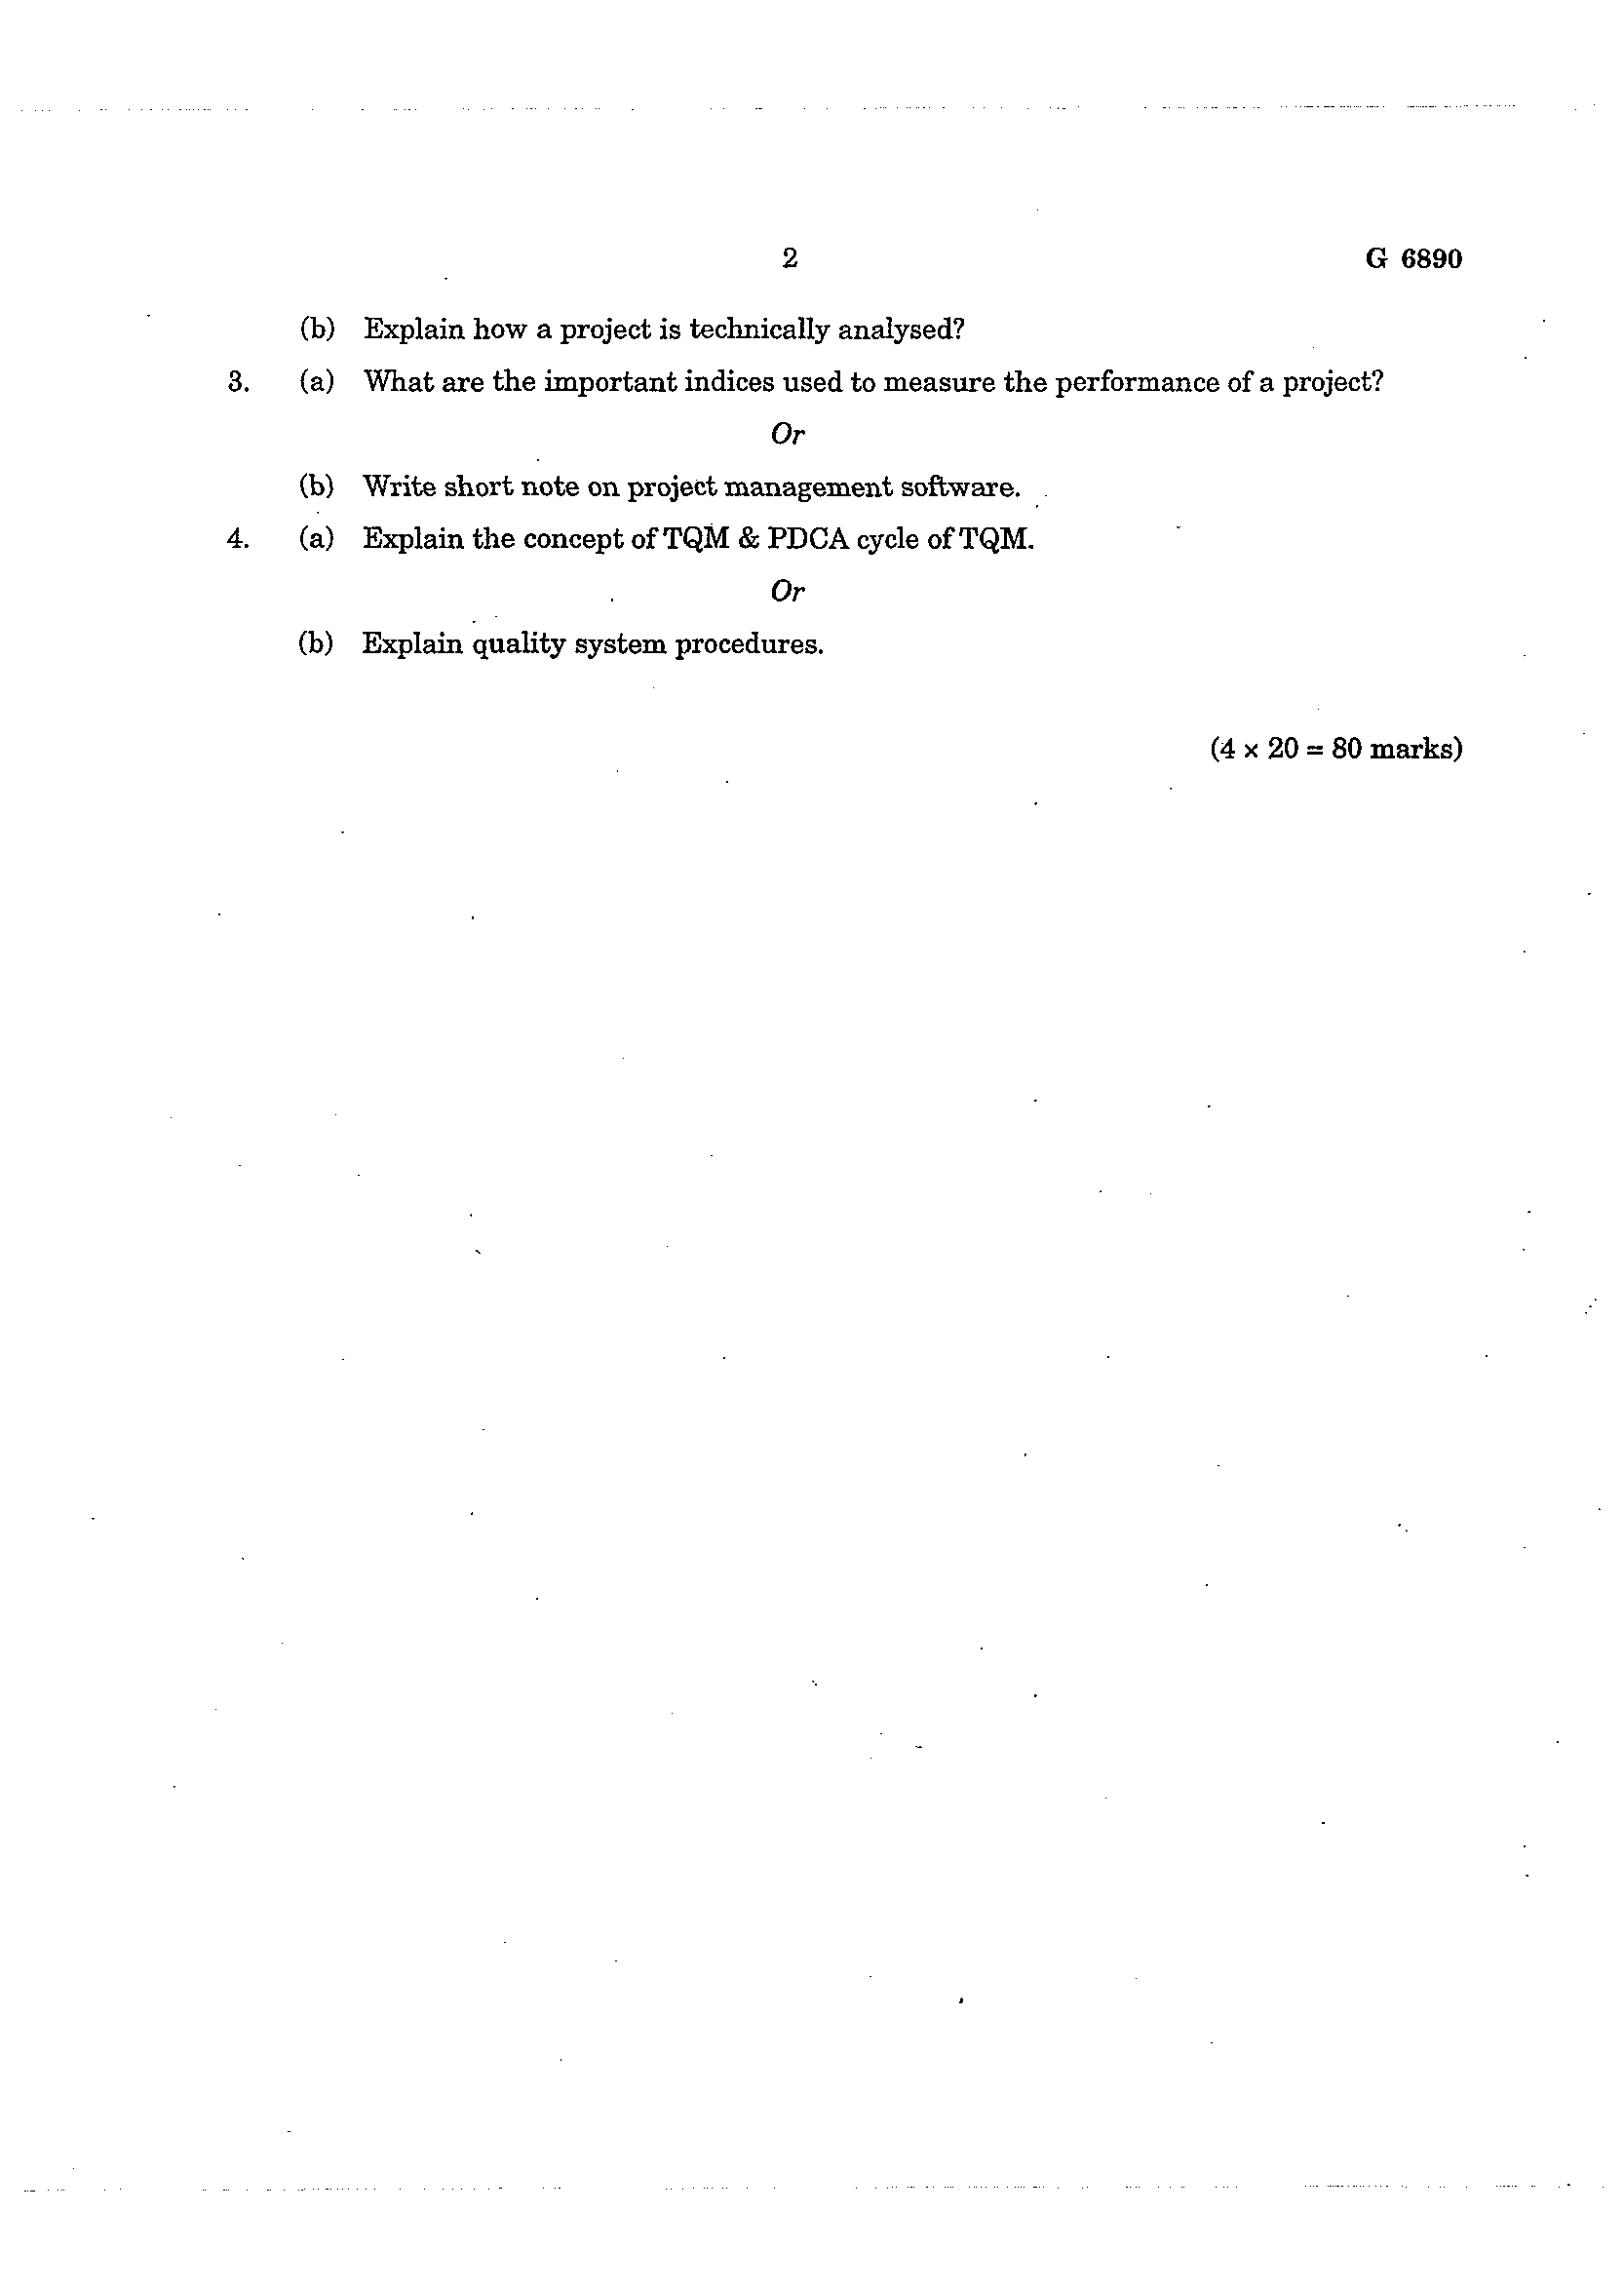 2
G 6890
(b) Explain how a project is technically analysed?
3. (a) What are the important indices used to measure the performance of a project?
Or
(b) Write short note on project management software.
4. (a) Explain the concept of TQM & PDCA cycle of TQM.
Or
(b) Explain quality system procedures.
(4 × 20 = 80 marks)